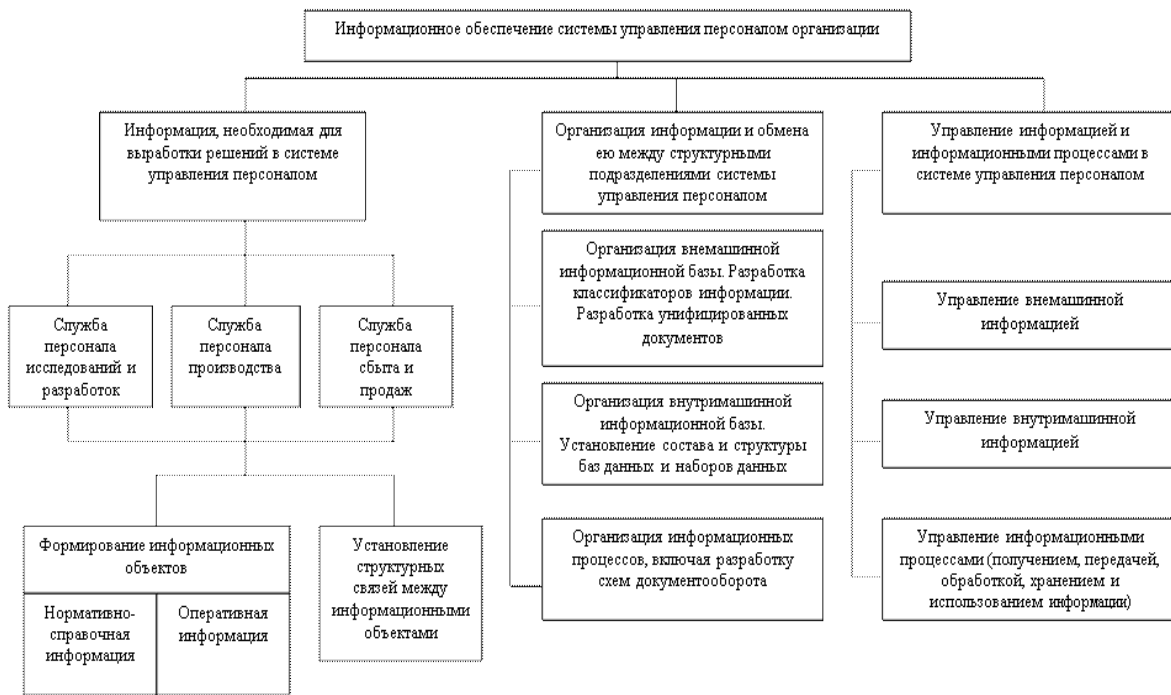 Информационное обеспечение системы управления персоналом организации
Информация, необходимая для
выработки решений в системе
управления персоналом
Организация информации и обмена
ею между структурными
подразделениями системы
управления персоналом
Управление информацией и
информационными процессами в
системе управления персоналом
Служба
персонала
исследований и
разработок
Служба
персонала
производства
Служба
персонала
сбыта и
продаж
Формирование информационных
объектов
Нормативно-
справочная
информация
Оперативная
информация
Установление
структурных
связей между
информационными
объектами
Организация внемашинной
информационной базы. Разработка
классификаторов информации.
Разработка унифицированных
документов
Организация внутримашинной
информационной базы.
Установление состава и структуры
баз данных и наборов данных
Организация информационных
процессов, включая разработку
схем документооборота
Управление внемашинной
информацией
Управление внутримашинной
информацией
Управление информационными
процессами (получением, передачей,
обработкой, хранением и
использованием информации)